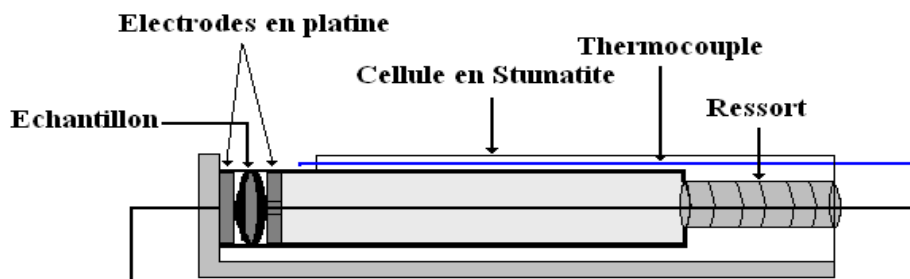 Electrodes en platine
Thermocouple
Cellule en Stumatite
Ressort
Echantillon